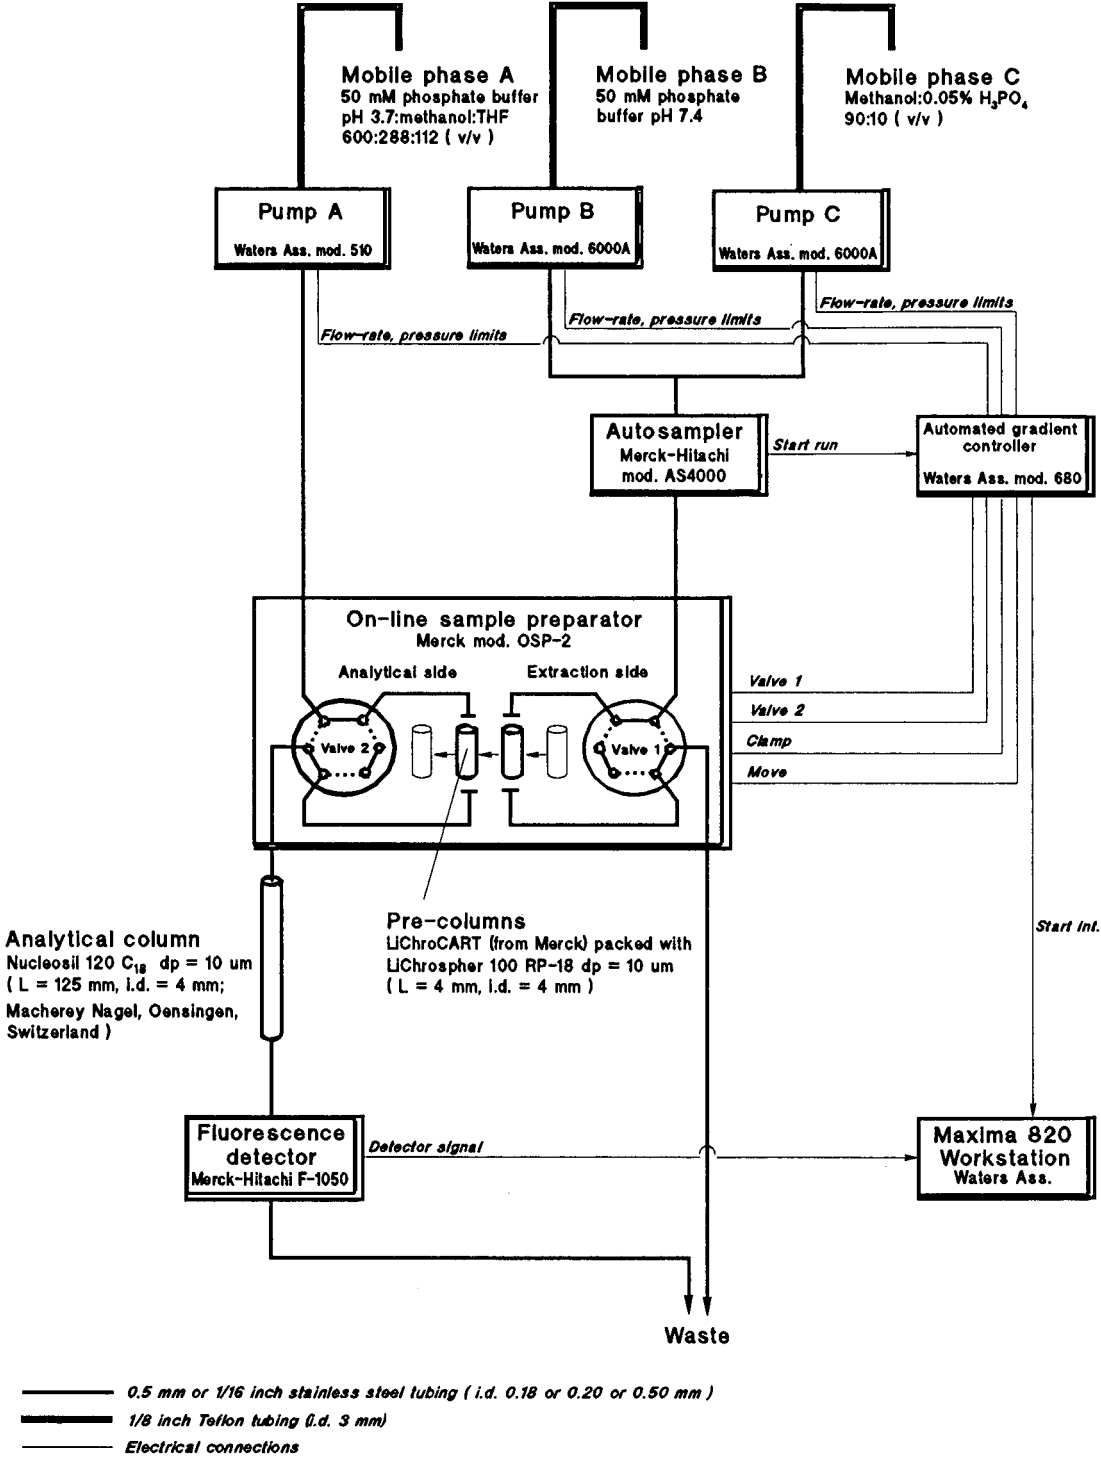 Mobile phase A
50 mM phosphate buffer
pH 3.7:methanol:THF
600:288:112 ( v/v )
Mobile phase B
50 mM phosphate
buffer pH 7.4
Mobile phase C
Methanol:0.05% H₃PO₄
90:10 ( v/v )
Pump A
Waters Ass. mod. 510
Pump B
Waters Ass. mod. 6000A
Pump C
Waters Ass. mod. 6000A
Flow-rate, pressure limits
Flow-rate, pressure limits
Flow-rate, pressure limits
Autosampler
Merck-Hitachi
mod. AS4000
Start run
Automated gradient
controller
Waters Ass. mod. 680
On-line sample preparator
Merck mod. OSP-2
Analytical side
Extraction side
Valve 2
Valve 1
Valve 1
Valve 2
Clamp
Move
Analytical column
Nucleosil 120 C₁₈ dp = 10 um
( L = 125 mm, i.d. = 4 mm;
Macherey Nagel, Oensingen,
Switzerland )
Pre-columns
LiChroCART (from Merck) packed with
LiChrospher 100 RP-18 dp = 10 um
( L = 4 mm, i.d. = 4 mm )
Start int.
Fluorescence
detector
Merck-Hitachi F-1050
Detector signal
Maxima 820
Workstation
Waters Ass.
Waste
0.5 mm or 1/16 inch stainless steel tubing ( i.d. 0.18 or 0.20 or 0.50 mm )
1/8 inch Teflon tubing (i.d. 3 mm)
Electrical connections